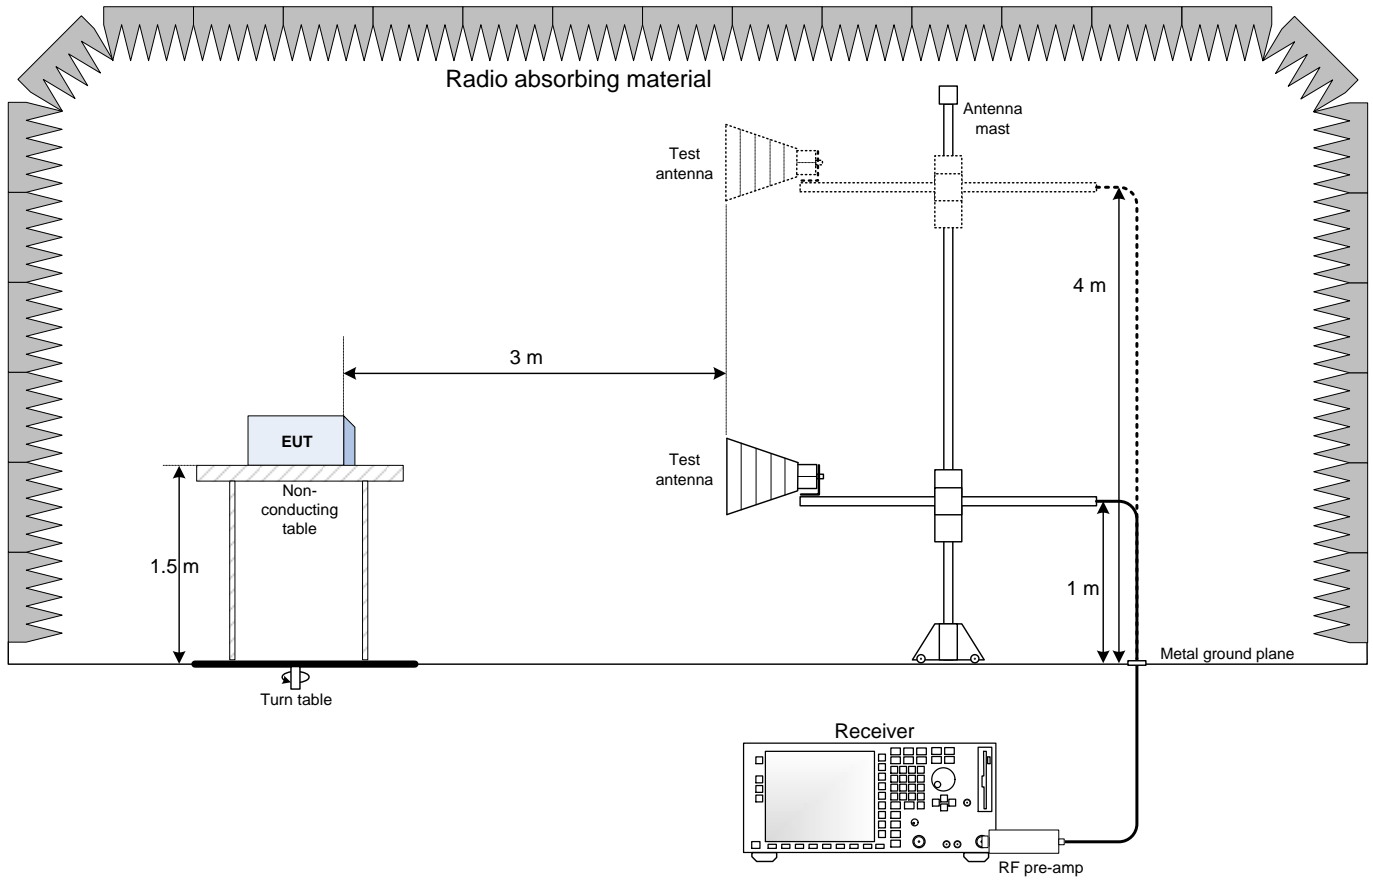 Radio absorbing material
Antenna
mast
Test
antenna
4 m
3 m
EUT
Test
antenna
Non-
conducting
table
1.5 m
1 m
Metal ground plane
Turn table
Receiver
RF pre-amp